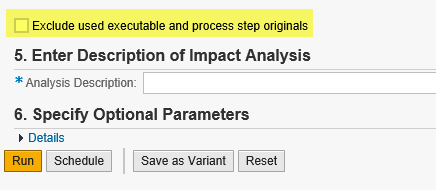 Exclude used executable and process step originals
5. Enter Description of Impact Analysis
* Analysis Description:
6. Specify Optional Parameters
Details
Run Schedule Save as Variant Reset